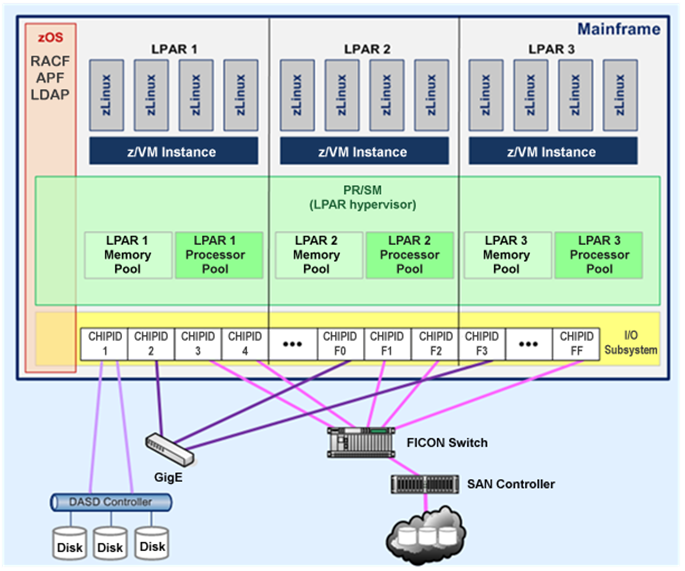 Mainframe
zOS
RACF
APF
LDAP
LPAR 1
zLinux
zLinux
zLinux
zLinux
z/VM Instance
LPAR 2
zLinux
zLinux
zLinux
zLinux
z/VM Instance
LPAR 3
zLinux
zLinux
zLinux
zLinux
z/VM Instance
PR/SM
(LPAR hypervisor)
LPAR 1
Memory
Pool
LPAR 1
Processor
Pool
LPAR 2
Memory
Pool
LPAR 2
Processor
Pool
LPAR 3
Memory
Pool
LPAR 3
Processor
Pool
CHIPID
1
CHIPID
2
CHIPID
3
CHIPID
4
•••
CHIPID
F0
CHIPID
F1
CHIPID
F2
CHIPID
F3
•••
CHIPID
FF
I/O
Subsystem
GigE
FICON Switch
SAN Controller
DASD Controller
Disk
Disk
Disk